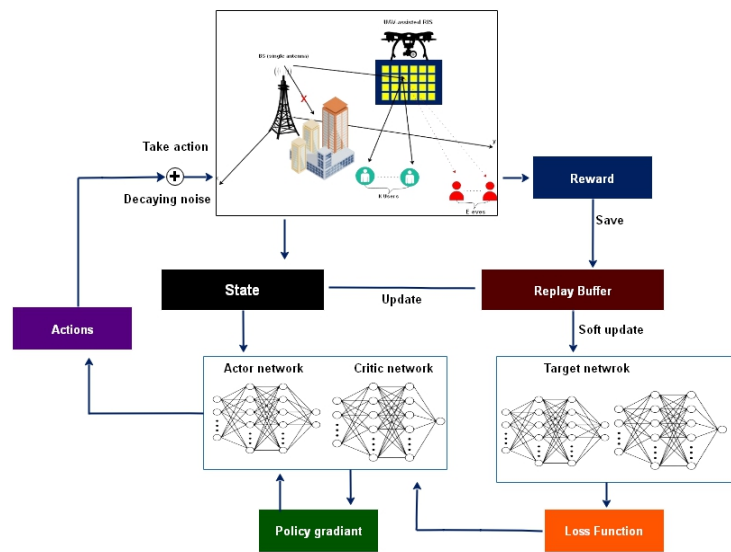 UAV assisted RIS
BS (single antenna)
X
y
Take action
Decaying noise
K Users
E eves
Reward
Save
State
Update
Replay Buffer
Actions
Soft update
Actor network
Critic network
Target netwrok
Policy gradiant
Loss Function